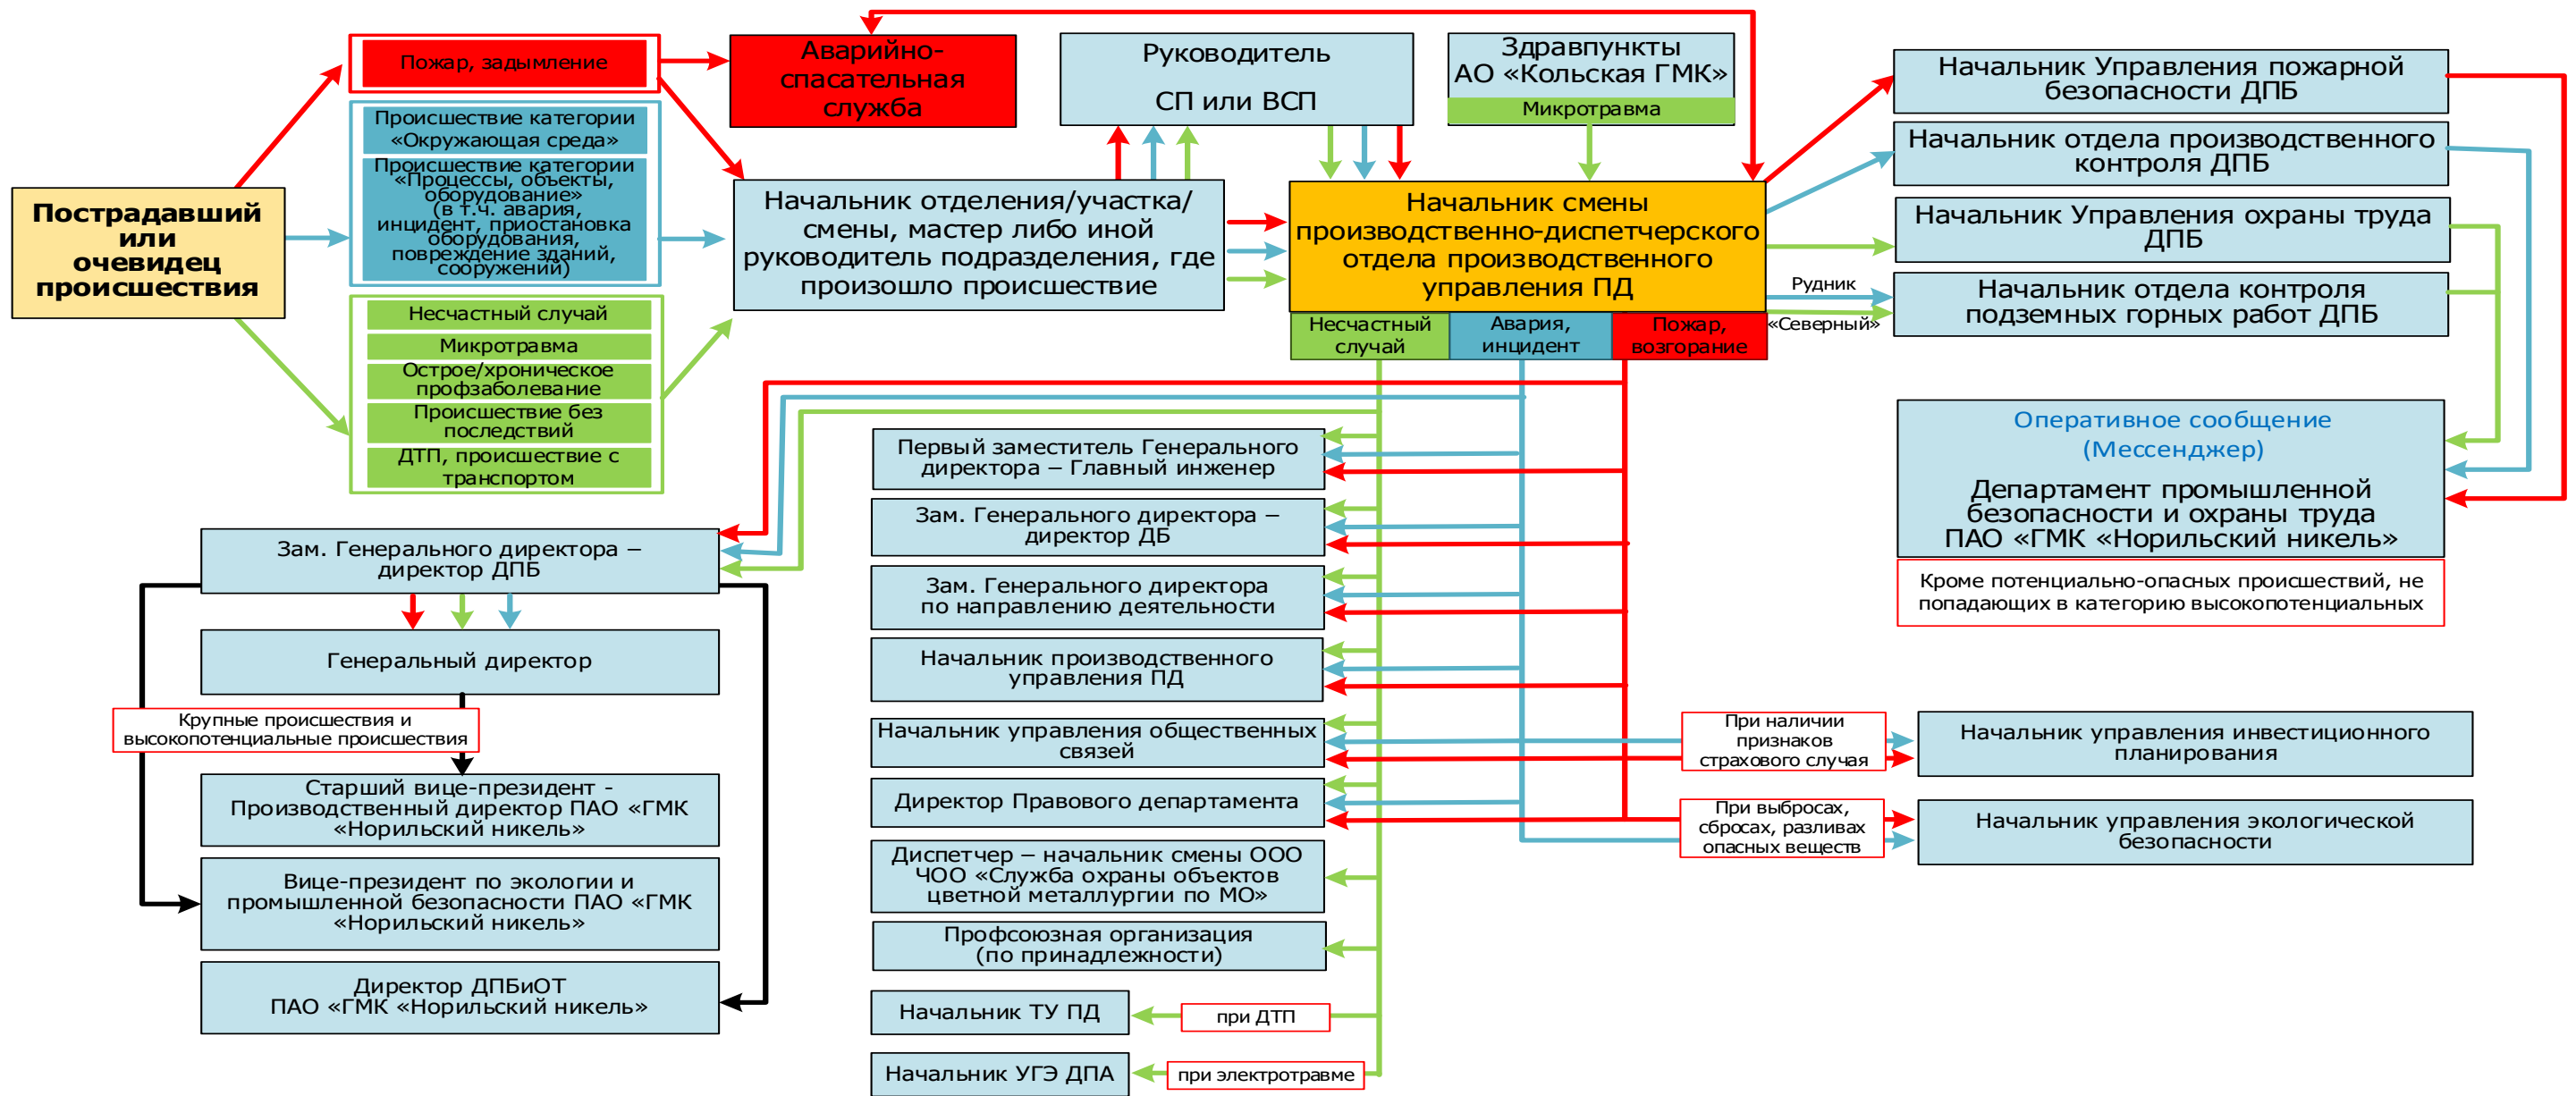 Пострадавший
или
очевидец
происшествия
Пожар, задымление
Происшествие категории
«Окружающая среда»
Происшествие категории
«Процессы, объекты,
оборудование»
(в т.ч. авария,
инцидент, приостановка
оборудования,
повреждение зданий,
сооружений)
Несчастный случай
Микротравма
Острое/хроническое
профзаболевание
Происшествие без
последствий
ДТП, происшествие с
транспортом
Аварийно-
спасательная
служба
Руководитель
СП или ВСП
Здравпункты
АО «Кольская ГМК»
Микротравма
Начальник отделения/участка/
смены, мастер либо иной
руководитель подразделения, где
произошло происшествие
Начальник смены
производственно-диспетчерского
отдела производственного
управления ПД
Несчастный
случай
Авария,
инцидент
Пожар,
возгорание
Начальник Управления пожарной
безопасности ДПБ
Начальник отдела производственного
контроля ДПБ
Начальник Управления охраны труда
ДПБ
Рудник
«Северный»
Начальник отдела контроля
подземных горных работ ДПБ
Оперативное сообщение
(Мессенджер)
Департамент промышленной
безопасности и охраны труда
ПАО «ГМК «Норильский никель»
Кроме потенциально-опасных происшествий, не
попадающих в категорию высокопотенциальных
Первый заместитель Генерального
директора – Главный инженер
Зам. Генерального директора –
директор ДБ
Зам. Генерального директора
по направлению деятельности
Начальник производственного
управления ПД
Начальник управления общественных
связей
Директор Правового департамента
Диспетчер – начальник смены ООО
ЧОО «Служба охраны объектов
цветной металлургии по МО»
Профсоюзная организация
(по принадлежности)
Начальник ТУ ПД
при ДТП
Начальник УГЭ ДПА
при электротравме
При наличии
признаков
страхового случая
Начальник управления инвестиционного
планирования
При выбросах,
сбросах, разливах
опасных веществ
Начальник управления экологической
безопасности
Зам. Генерального директора –
директор ДПБ
Генеральный директор
Крупные происшествия и
высокопотенциальные происшествия
Старший вице-президент -
Производственный директор ПАО «ГМК
«Норильский никель»
Вице-президент по экологии и
промышленной безопасности ПАО «ГМК
«Норильский никель»
Директор ДПБиОТ
ПАО «ГМК «Норильский никель»